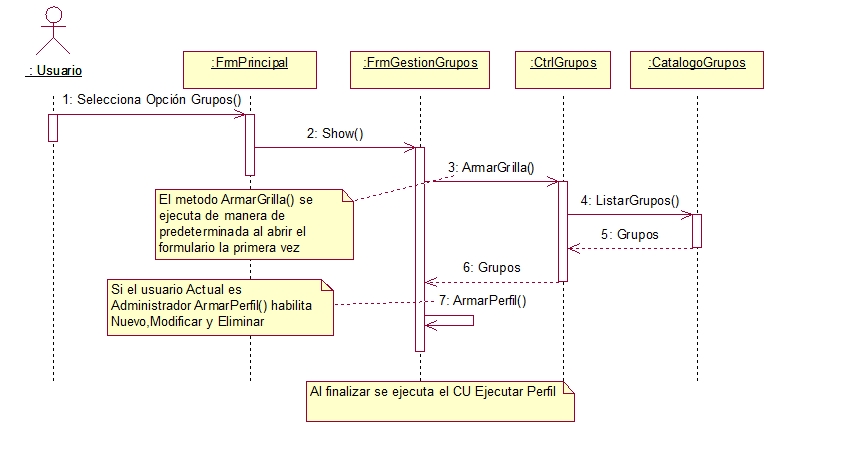 : Usuario
:FrmPrincipal
:FrmGestionGrupos
:CtrlGrupos
:CatalogoGrupos
1: Selecciona Opción Grupos()
2: Show()
3: ArmarGrilla()
El metodo ArmarGrilla() se
ejecuta de manera de
predeterminada al abrir el
formulario la primera vez
4: ListarGrupos()
5: Grupos
6: Grupos
Si el usuario Actual es
Administrador ArmarPerfil() habilita
Nuevo,Modificar y Eliminar
7: ArmarPerfil()
Al finalizar se ejecuta el CU Ejecutar Perfil